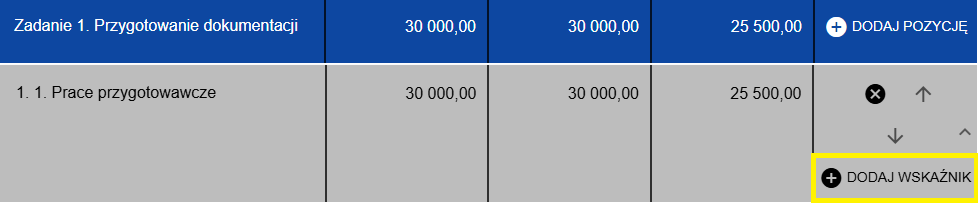 Zadanie 1. Przygotowanie dokumentacji 30 000,00 30 000,00 25 500,00 DODAJ POZYCJĘ
1. 1. Prace przygotowawcze 30 000,00 30 000,00 25 500,00
DODAJ WSKAŹNIK